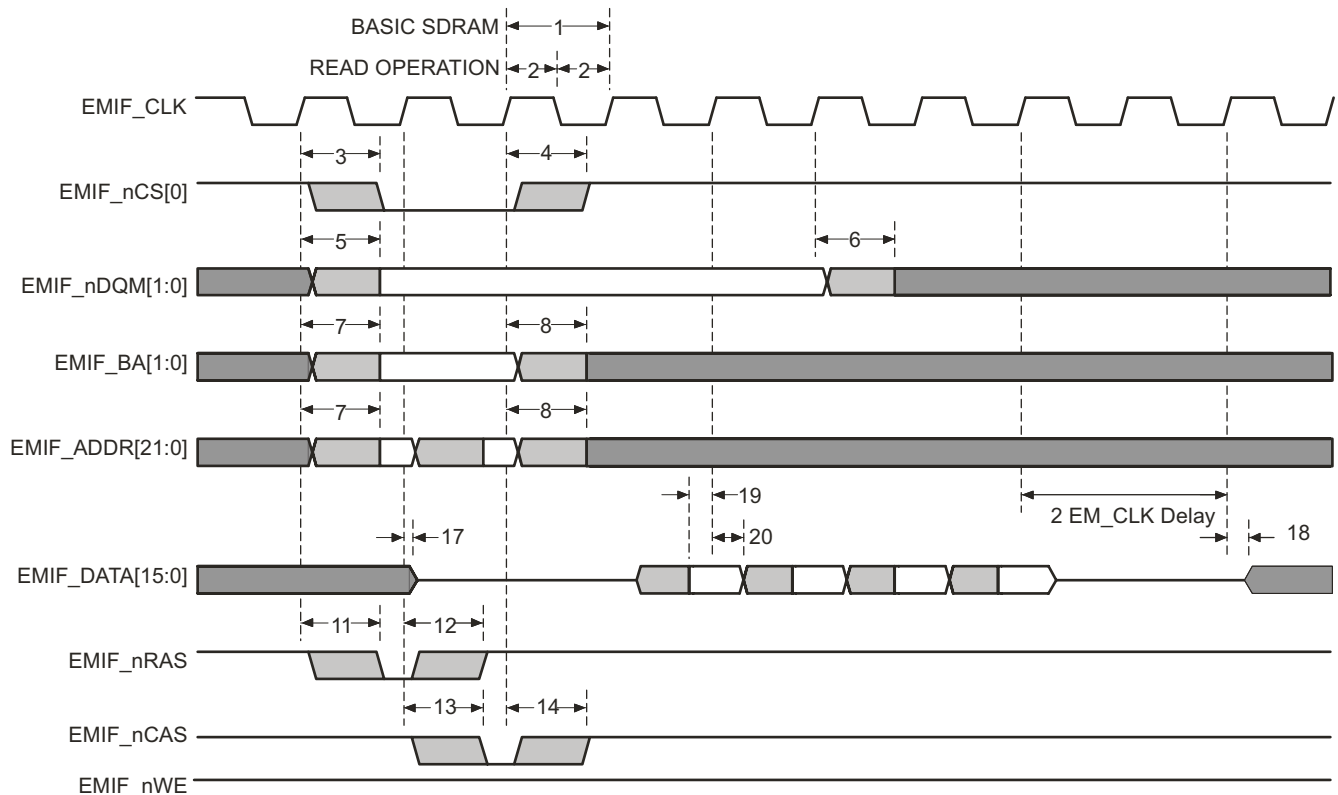 BASIC SDRAM
1
READ OPERATION
2 2
EMIF_CLK
3 4
EMIF_nCS[0]
5 6
EMIF_nDQM[1:0]
7 8
EMIF_BA[1:0]
7 8
EMIF_ADDR[21:0]
19
2 EM_CLK Delay
17 20 18
EMIF_DATA[15:0]
11 12
EMIF_nRAS
13 14
EMIF_nCAS
EMIF_nWE